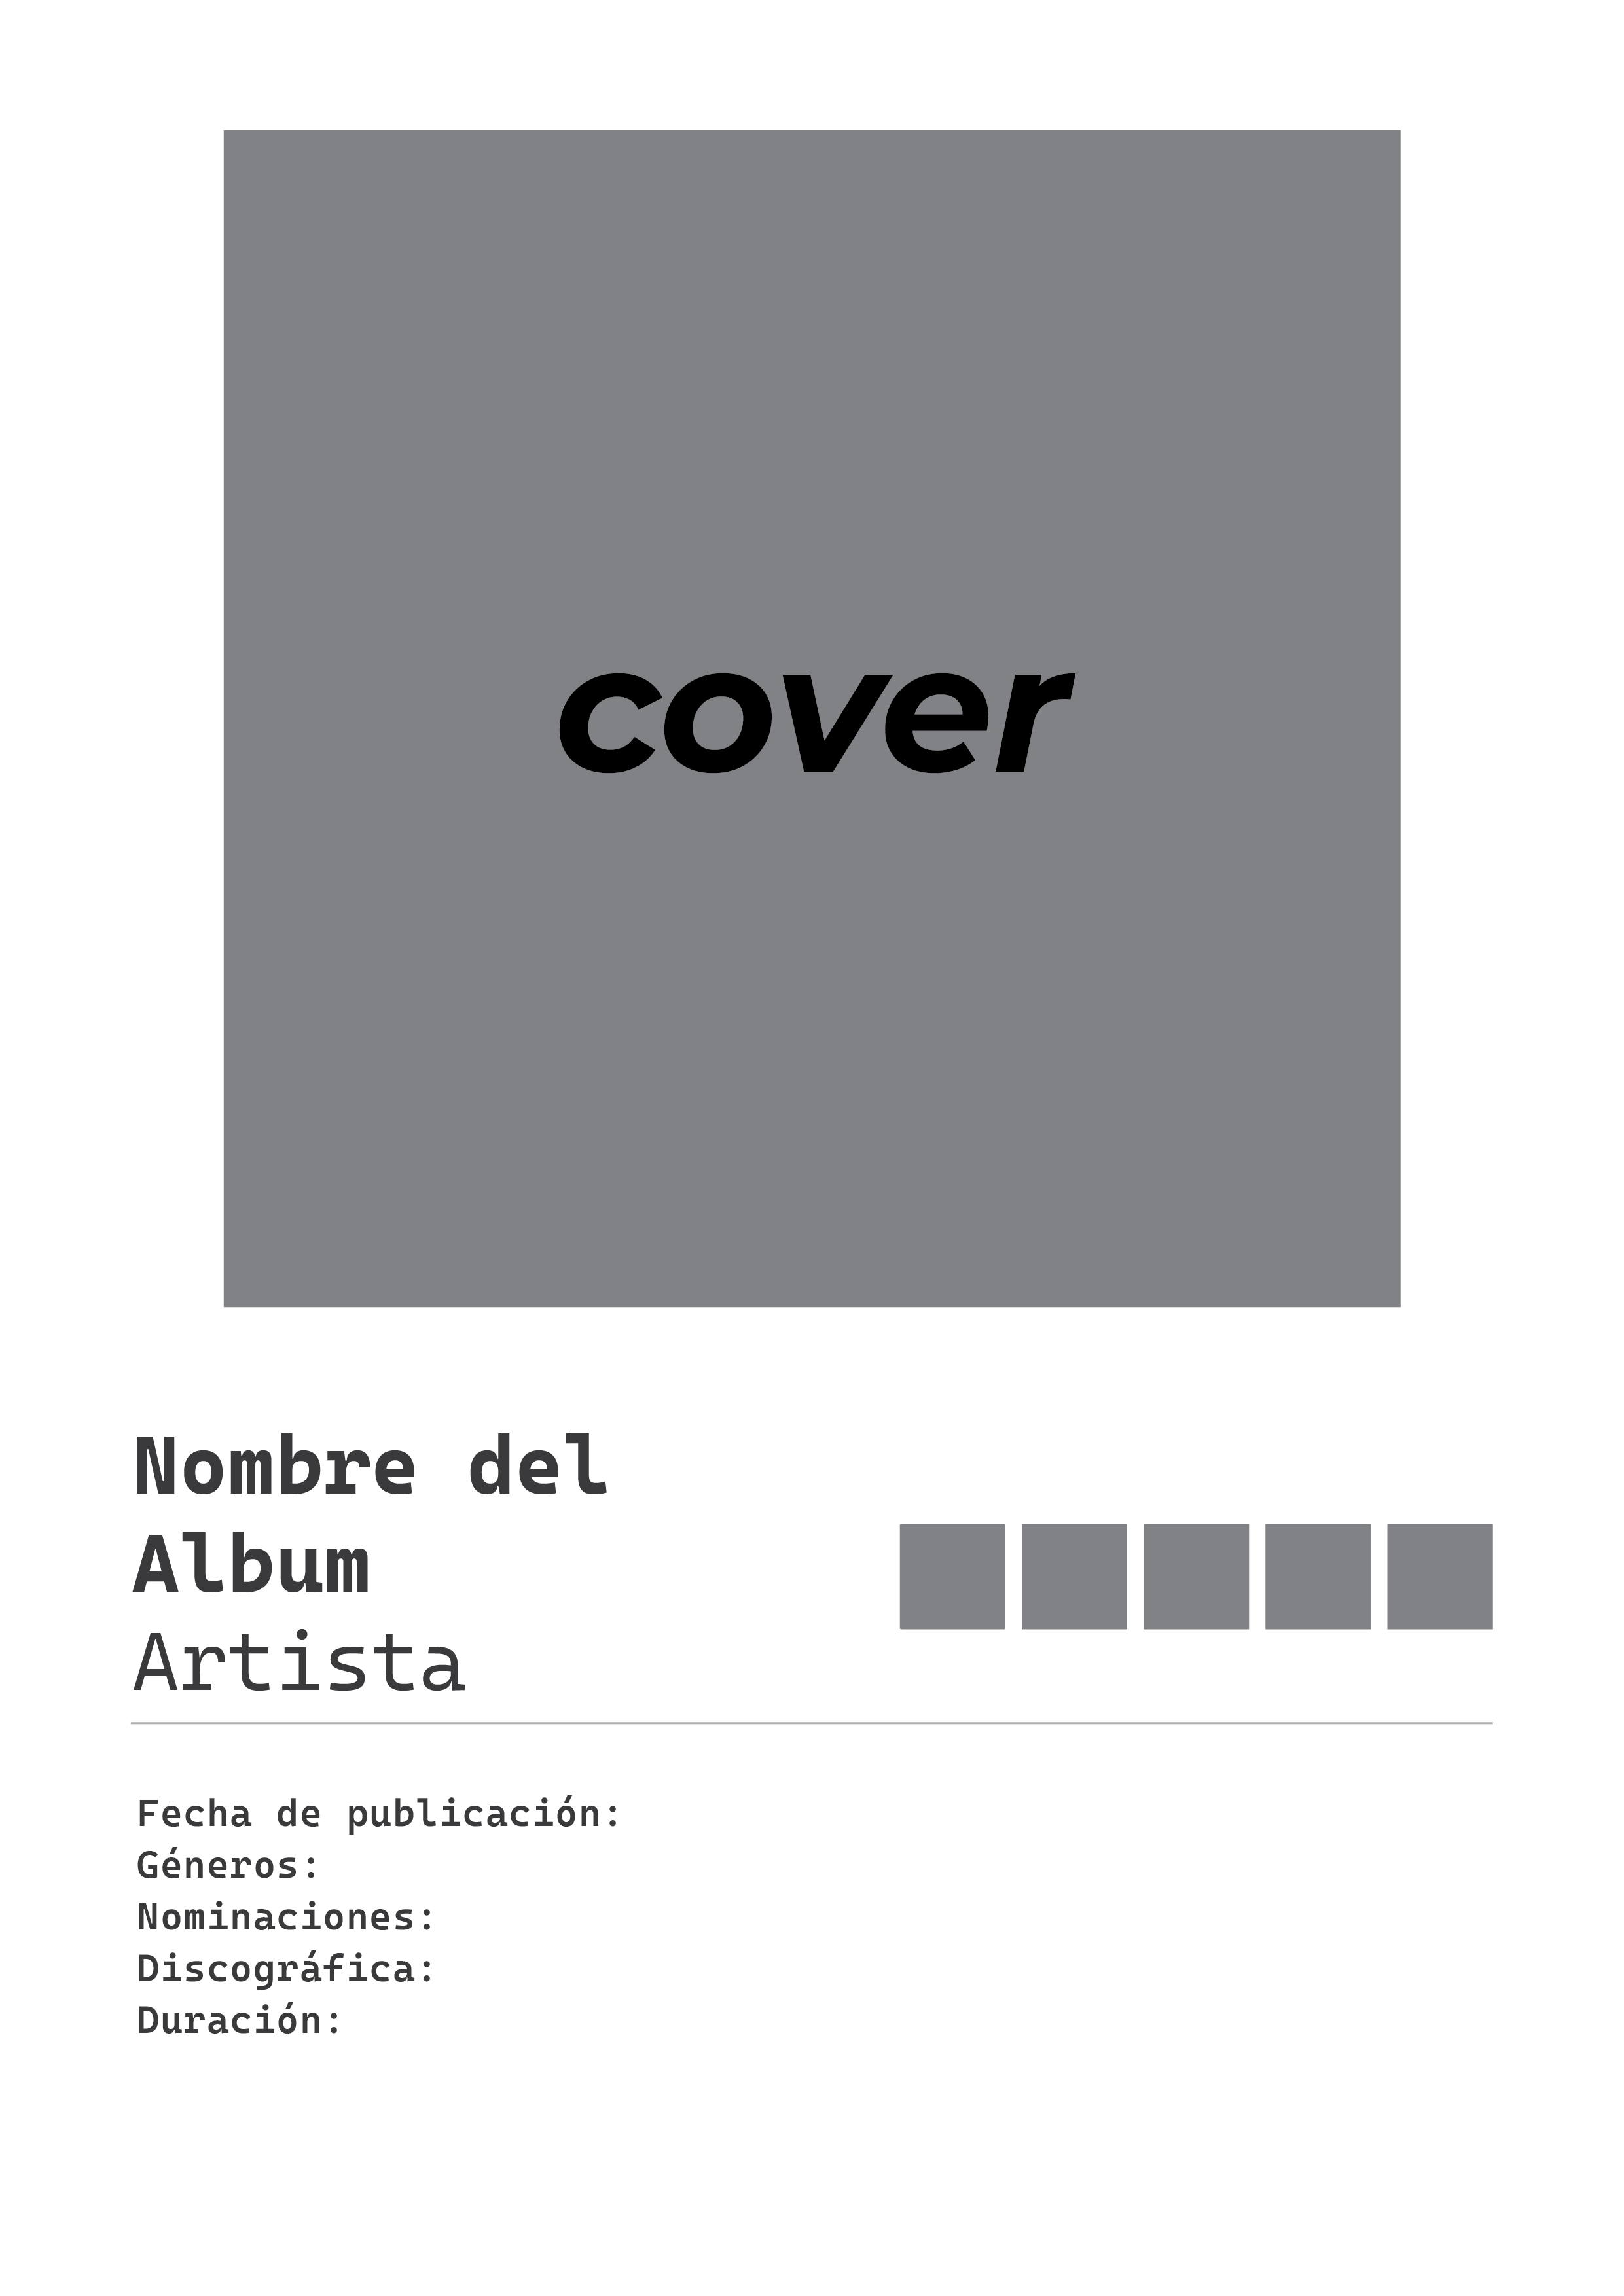 cover
Nombre del
Album
Artista
Fecha de publicación:
Géneros:
Nominaciones:
Discográfica:
Duración: